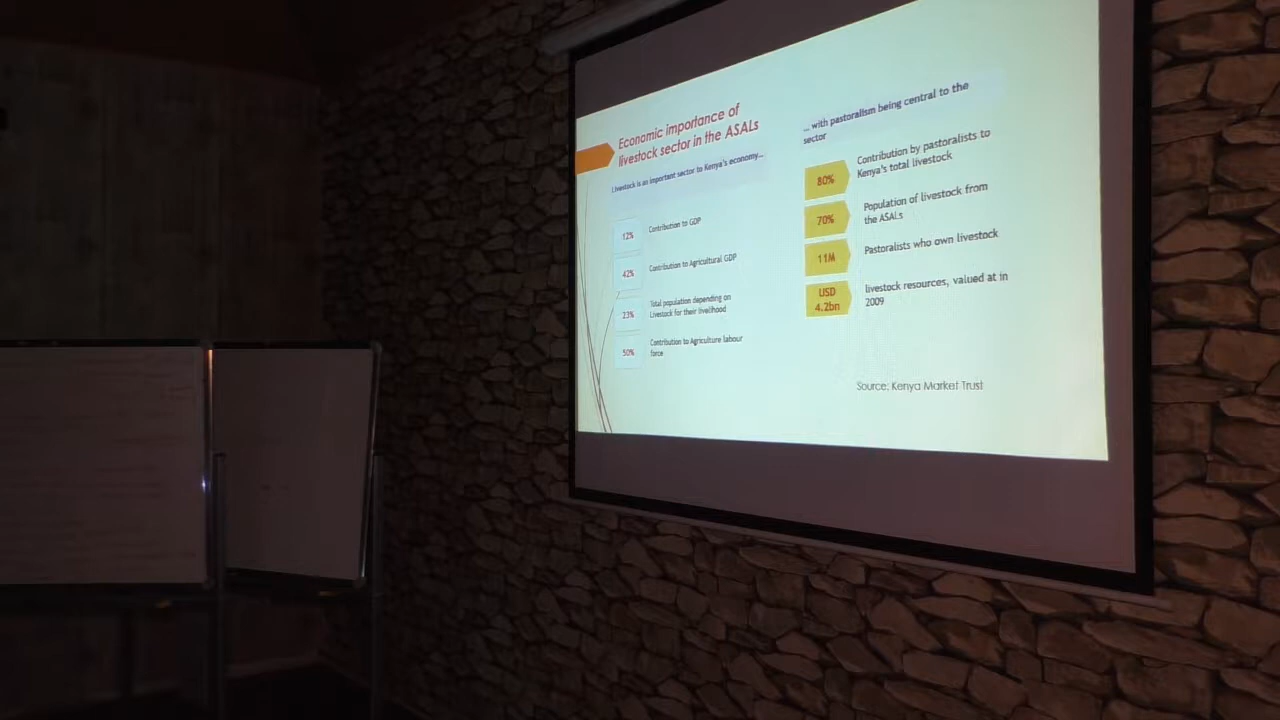 Economic importance of
livestock sector in the ASALs
Livestock is an important sector to Kenya's economy...
12%
Contribution to GDP
42%
Contribution to Agricultural GDP
23%
Total population depending on
Livestock for their livelihood
50%
Contribution to Agriculture labour
force
... with pastoralism being central to the
sector
80%
Contribution by pastoralists to
Kenya's total livestock
70%
Population of livestock from
the ASALs
11M
Pastoralists who own livestock
USD
4.2bn
livestock resources, valued at in
2009
Source: Kenya Market Trust